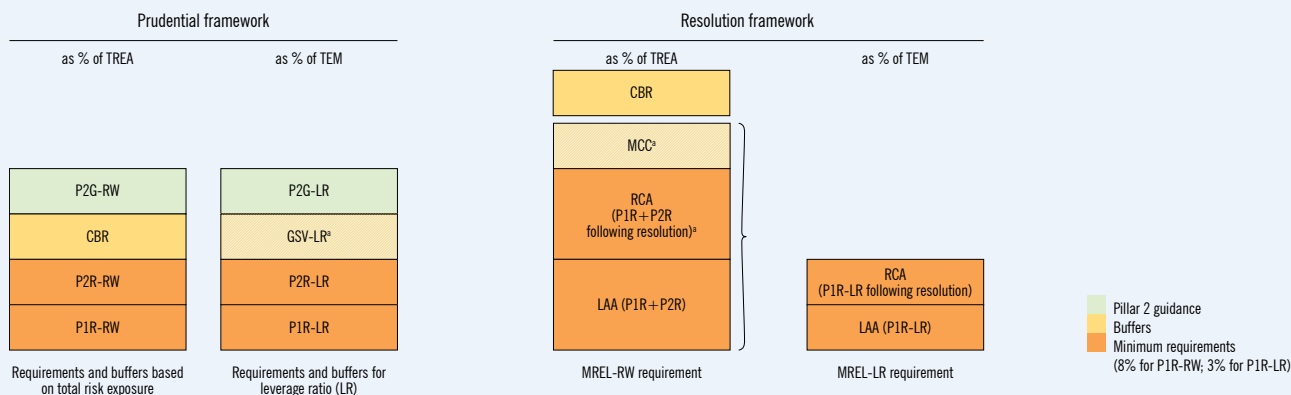 Prudential framework
Resolution framework
as % of TREA
as % of TEM
as % of TREA
as % of TEM
CBR
MCCᵃ
P2G-RW
P2G-LR
RCA
(P1R+P2R
following resolution)ᵃ
CBR
GSV-LRᵃ
P2R-RW
P2R-LR
LAA (P1R+P2R)
RCA
(P1R-LR following resolution)
P1R-RW
P1R-LR
LAA (P1R-LR)
Pillar 2 guidance
Buffers
Minimum requirements
(8% for P1R-RW; 3% for P1R-LR)
Requirements and buffers based
on total risk exposure
Requirements and buffers for
leverage ratio (LR)
MREL-RW requirement
MREL-LR requirement